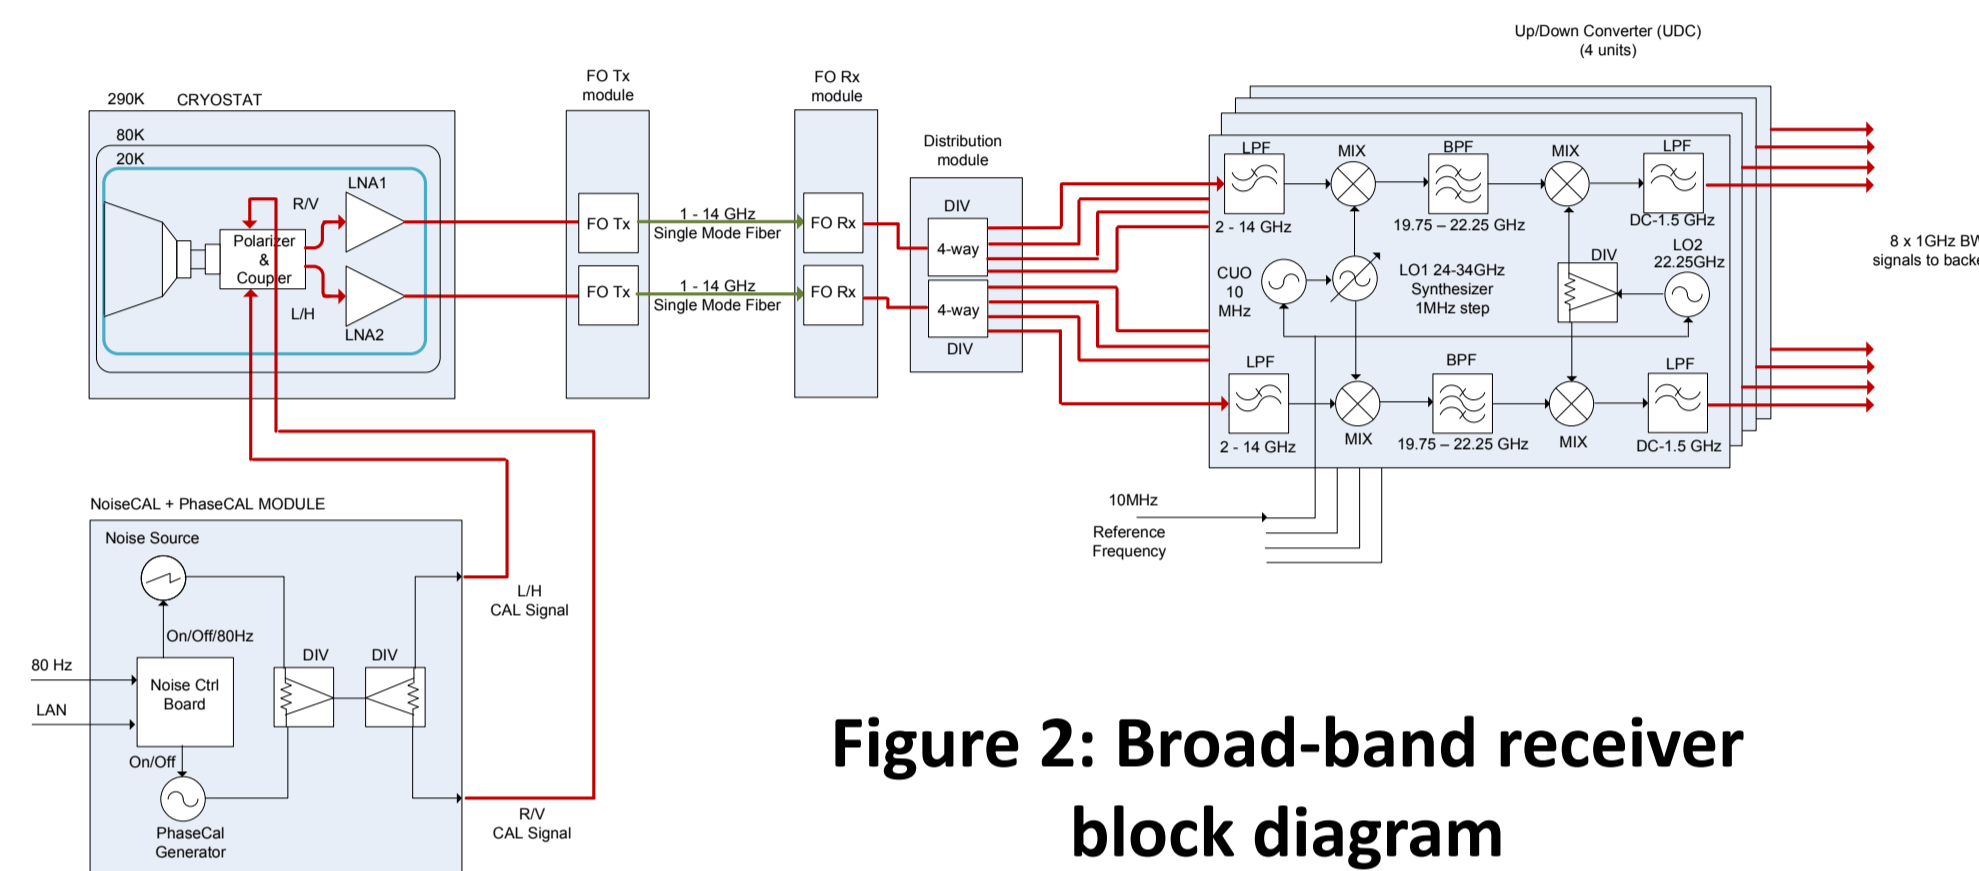 Up/Down Converter (UDC)
(4 units)
FO Tx
module
FO Rx
module
290K CRYOSTAT
80K
20K
Distribution
module
LNA1
R/V
Polarizer
&
Coupler
L/H
LNA2
FO Tx
FO Tx
1 - 14 GHz
Single Mode Fiber
1 - 14 GHz
Single Mode Fiber
FO Rx
FO Rx
DIV
4-way
4-way
DIV
LPF
MIX
BPF
MIX
LPF
2 - 14 GHz
19.75 – 22.25 GHz
DC-1.5 GHz
CUO
10
MHz
LO1 24-34GHz
Synthesizer
1MHz step
DIV
LO2
22.25GHz
8 x 1GHz BW
signals to backe
LPF
BPF
LPF
2 - 14 GHz
MIX
19.75 – 22.25 GHz
MIX
DC-1.5 GHz
10MHz
Reference
Frequency
NoiseCAL + PhaseCAL MODULE
Noise Source
On/Off/80Hz
80 Hz
LAN
Noise Ctrl
Board
DIV
DIV
On/Off
PhaseCal
Generator
L/H
CAL Signal
R/V
CAL Signal
Figure 2: Broad-band receiver
block diagram